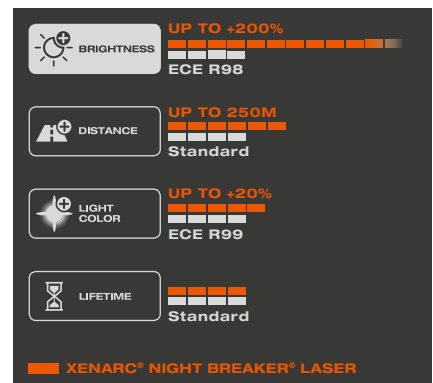 UP TO +200%
BRIGHTNESS
ECE R98
UP TO 250M
DISTANCE
Standard
UP TO +20%
LIGHT
COLOR
ECE R99
LIFETIME
Standard
XENARC® NIGHT BREAKER® LASER